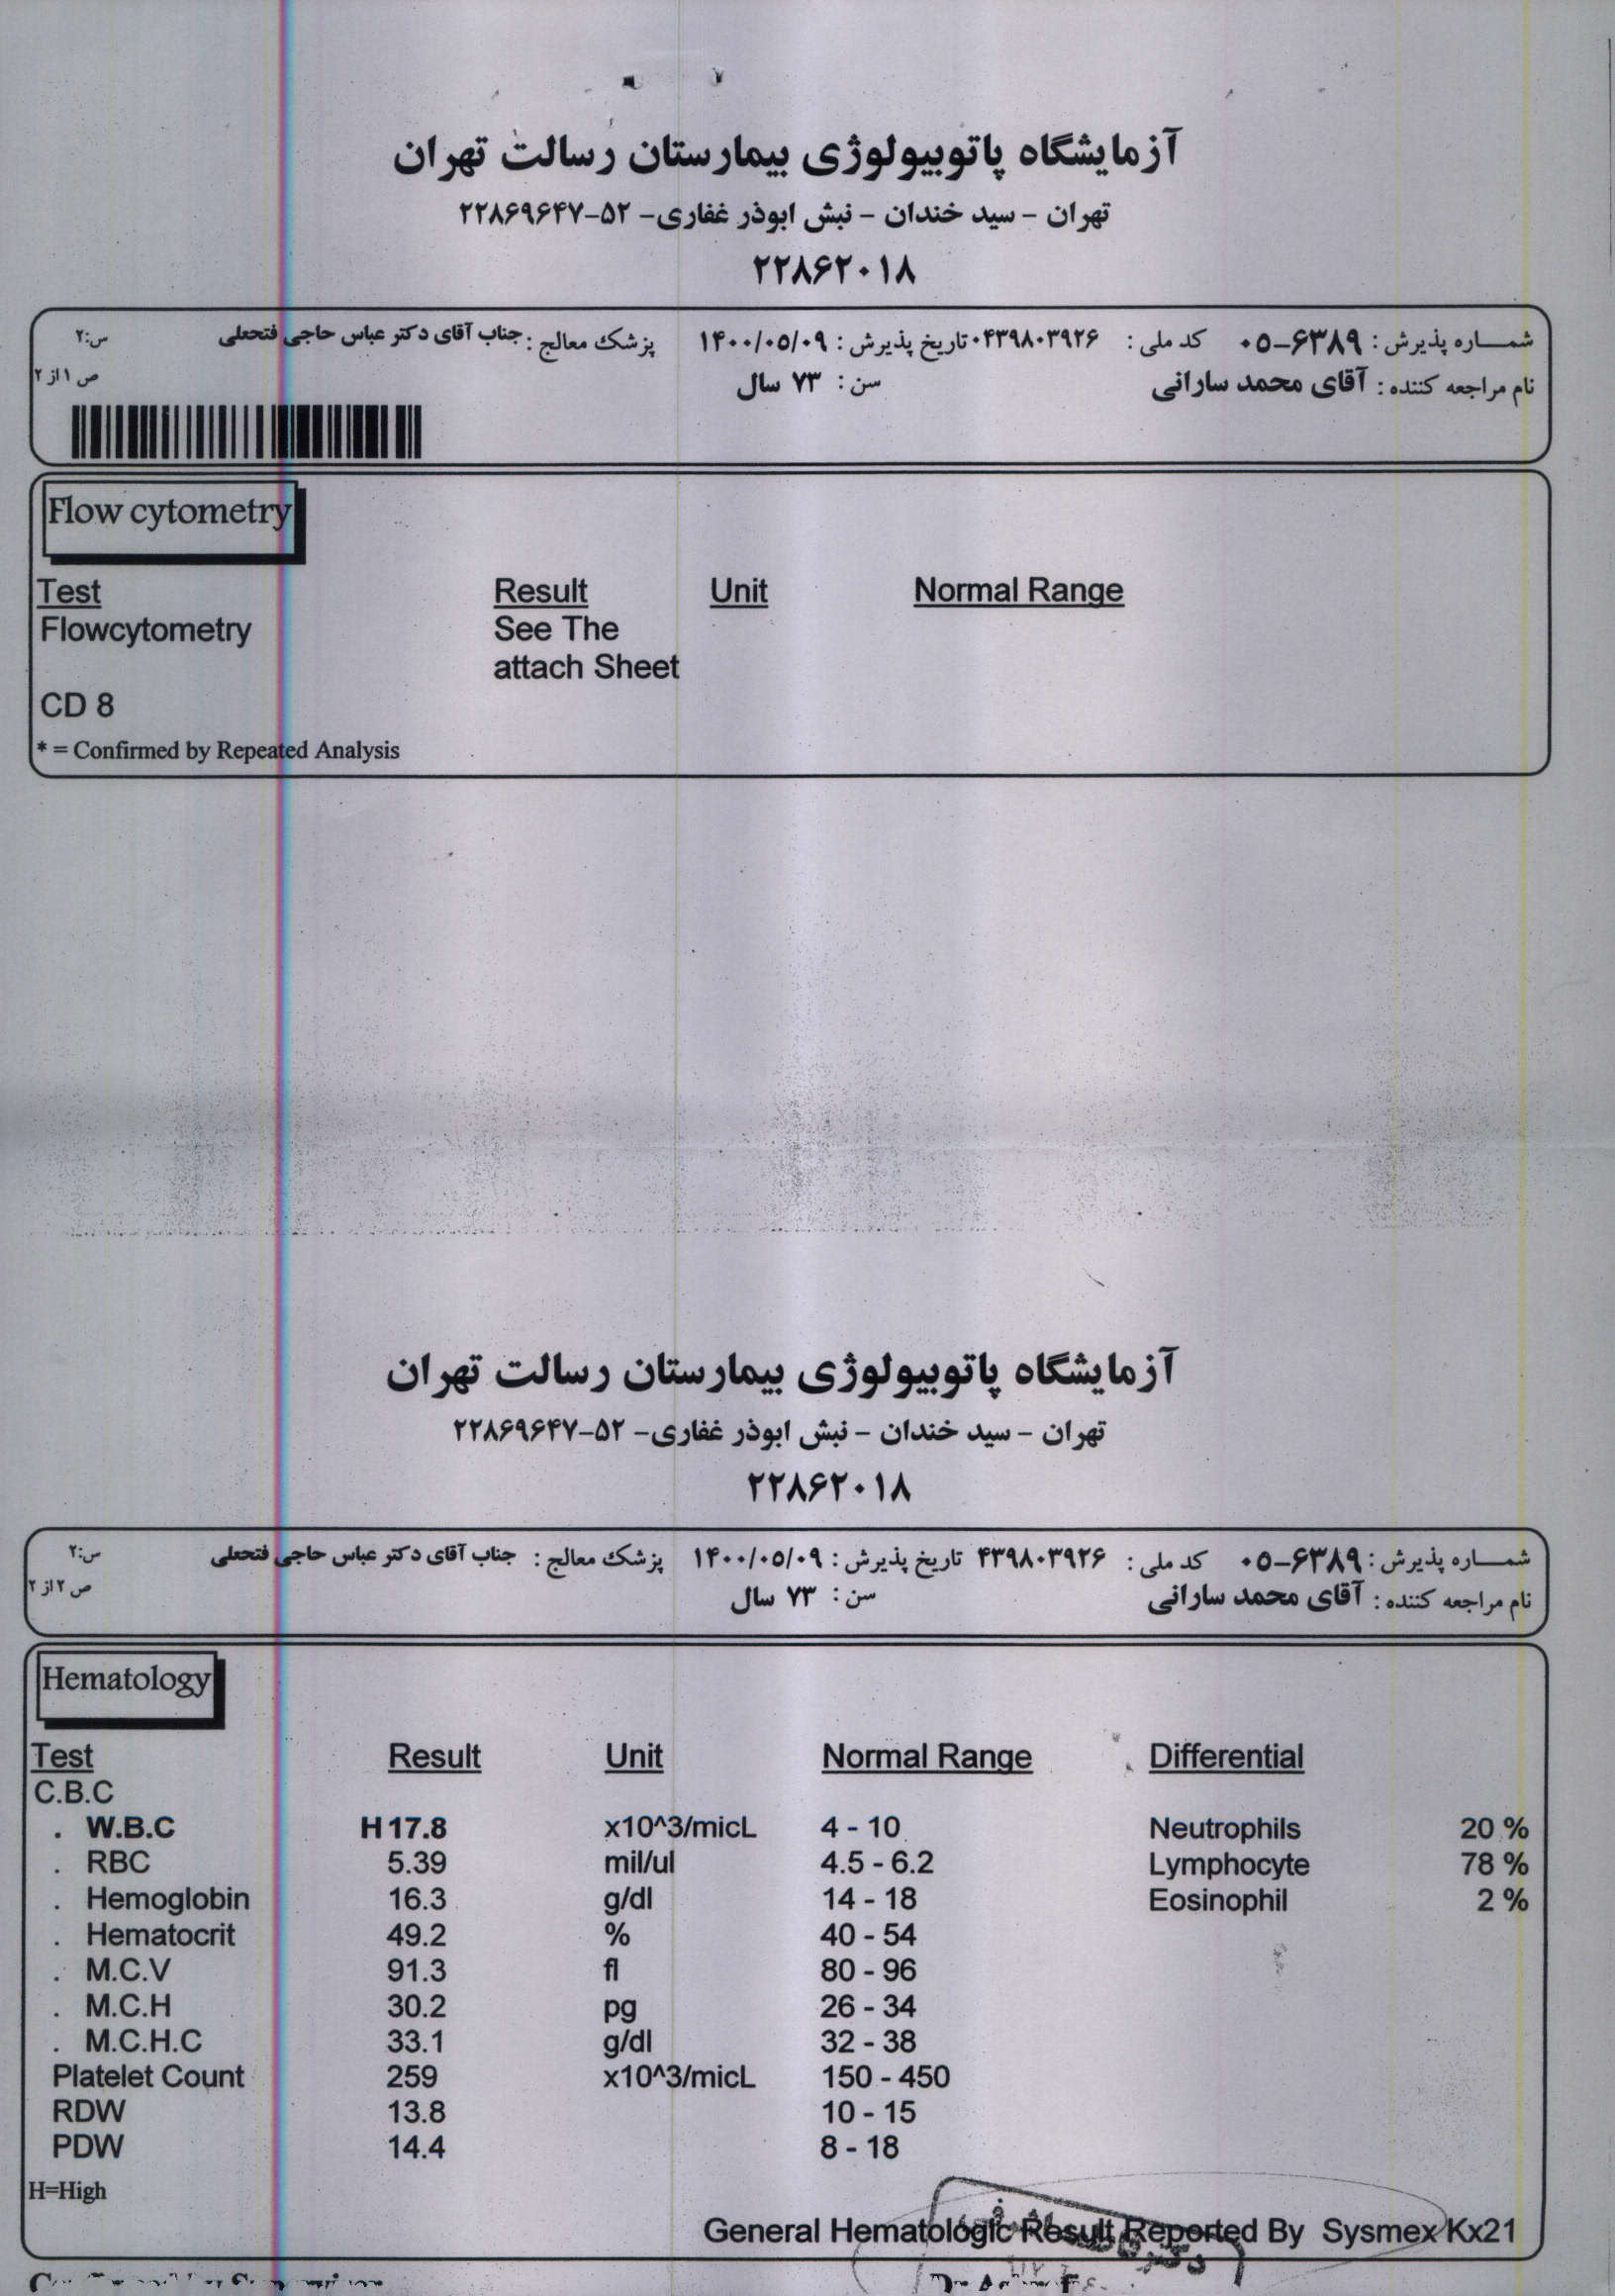 آزمایشگاه پاتوبیولوژی بیمارستان رسالت تهران
تهران - سید خندان - نبش ابوذر غفاری- ۵۲-۲۲۸۶۹۶۴۷
۲۲۸۶۲۰۱۸
شمــاره پذیرش : ۶۳۸۹-۰۵ کد ملی : ۰۴۳۹۸۰۳۹۲۶ تاریخ پذیرش : ۱۴۰۰/۰۵/۰۹ پزشک معالج : جناب آقای دکتر عباس حاجی فتحعلی س:۲
نام مراجعه کننده : آقای محمد سارانی سن : ۷۳ سال ص ۱ از ۲
Flow cytometry
Test Result Unit Normal Range
Flowcytometry See The
attach Sheet
CD 8
* = Confirmed by Repeated Analysis
آزمایشگاه پاتوبیولوژی بیمارستان رسالت تهران
تهران - سید خندان - نبش ابوذر غفاری- ۵۲-۲۲۸۶۹۶۴۷
۲۲۸۶۲۰۱۸
شمــاره پذیرش : ۶۳۸۹-۰۵ کد ملی : ۴۳۹۸۰۳۹۲۶ تاریخ پذیرش : ۱۴۰۰/۰۵/۰۹ پزشک معالج : جناب آقای دکتر عباس حاجی فتحعلی س:۲
نام مراجعه کننده : آقای محمد سارانی سن : ۷۳ سال ص ۲ از ۲
Hematology
Test Result Unit Normal Range Differential
C.B.C
. W.B.C H 17.8 x10^3/micL 4 - 10 Neutrophils 20 %
. RBC 5.39 mil/ul 4.5 - 6.2 Lymphocyte 78 %
. Hemoglobin 16.3 g/dl 14 - 18 Eosinophil 2 %
. Hematocrit 49.2 % 40 - 54
. M.C.V 91.3 fl 80 - 96
. M.C.H 30.2 pg 26 - 34
. M.C.H.C 33.1 g/dl 32 - 38
Platelet Count 259 x10^3/micL 150 - 450
RDW 13.8 10 - 15
PDW 14.4 8 - 18
H=High
General Hematologic Result Reported By Sysmex Kx21